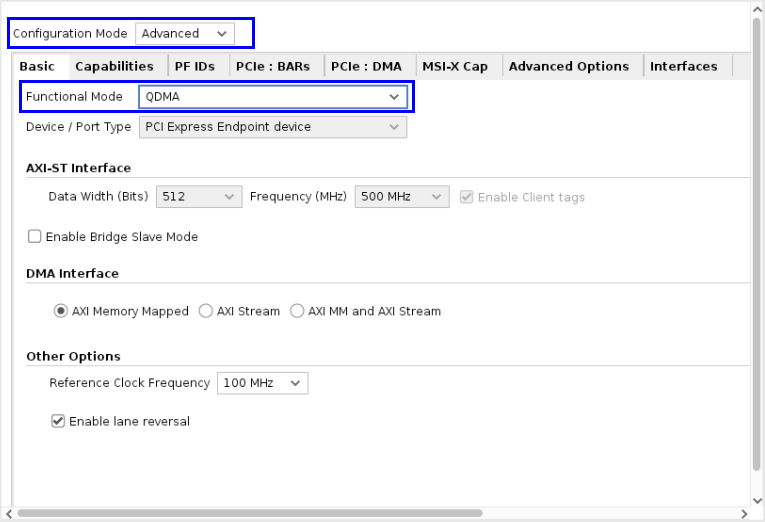 Configuration Mode Advanced
Basic Capabilities PF IDs PCIe : BARs PCIe : DMA MSI-X Cap Advanced Options Interfaces
Functional Mode QDMA
Device / Port Type PCI Express Endpoint device
AXI-ST Interface
Data Width (Bits) 512 Frequency (MHz) 500 MHz Enable Client tags
Enable Bridge Slave Mode
DMA Interface
AXI Memory Mapped AXI Stream AXI MM and AXI Stream
Other Options
Reference Clock Frequency 100 MHz
Enable lane reversal